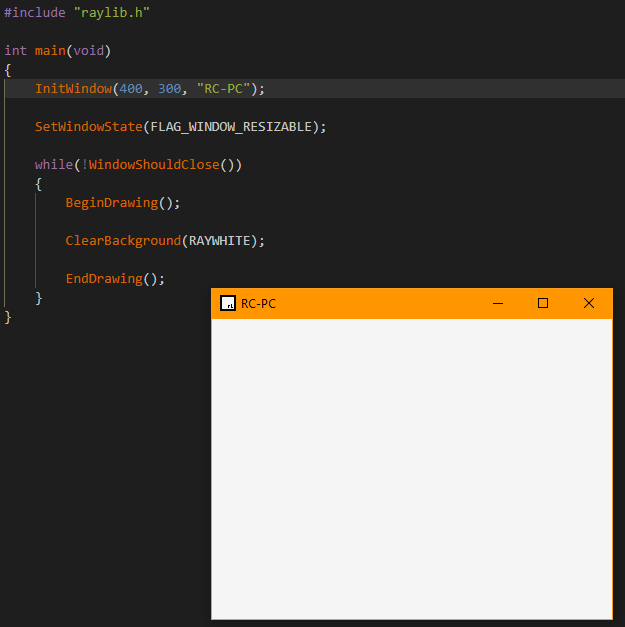 #include "raylib.h"
int main(void)
{
InitWindow(400, 300, "RC-PC");
SetWindowState(FLAG_WINDOW_RESIZABLE);
while(!WindowShouldClose())
{
BeginDrawing();
ClearBackground(RAYWHITE);
EndDrawing();
}
}
rl
RC-PC